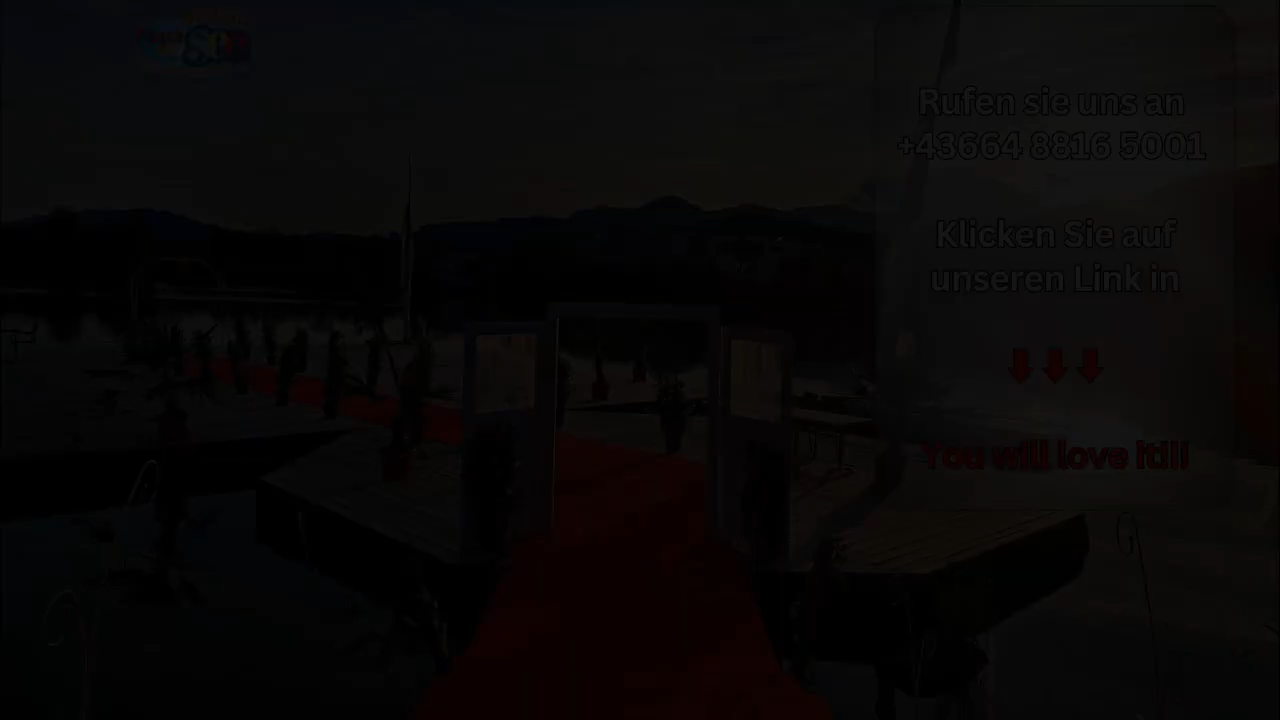 Rufen sie uns an
+43664 8816 5001
Klicken Sie auf
unseren Link in
You will love it!!!